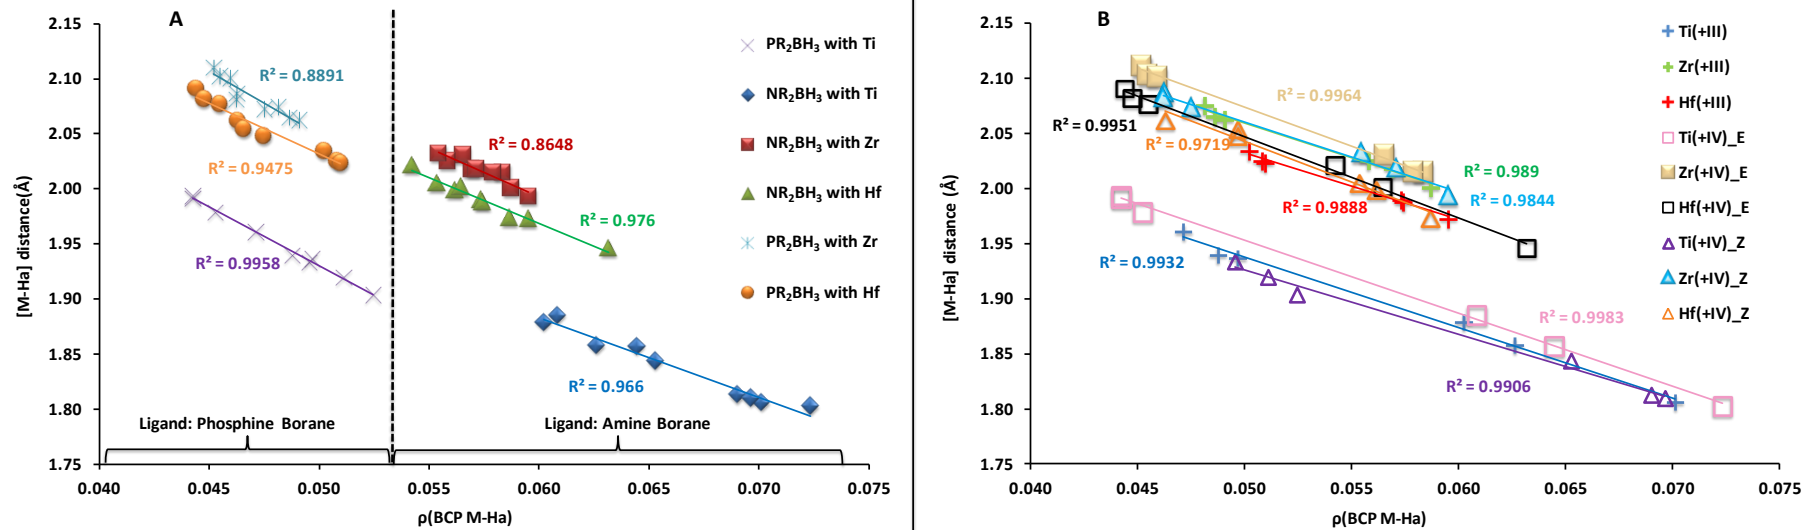 A
2.15
2.10
2.05
2.00
1.95
1.90
1.85
1.80
1.75
[M-Ha] distance(Å)
R² = 0.8891
R² = 0.9475
R² = 0.9958
R² = 0.8648
R² = 0.976
R² = 0.966
PR₂BH₃ with Ti
NR₂BH₃ with Ti
NR₂BH₃ with Zr
NR₂BH₃ with Hf
PR₂BH₃ with Zr
PR₂BH₃ with Hf
Ligand: Phosphine Borane
Ligand: Amine Borane
0.040 0.045 0.050 0.055 0.060 0.065 0.070 0.075
ρ(BCP M-Ha)
B
2.15
2.10
2.05
2.00
1.95
1.90
1.85
1.80
1.75
[M-Ha] distance (Å)
R² = 0.9964
R² = 0.9951
R² = 0.9719
R² = 0.989
R² = 0.9844
R² = 0.9888
R² = 0.9932
R² = 0.9983
R² = 0.9906
Ti(+III)
Zr(+III)
Hf(+III)
Ti(+IV)_E
Zr(+IV)_E
Hf(+IV)_E
Ti(+IV)_Z
Zr(+IV)_Z
Hf(+IV)_Z
0.040 0.045 0.050 0.055 0.060 0.065 0.070 0.075
ρ(BCP M-Ha)